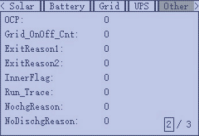 < Solar | Battery | Grid | UPS | Other >
OCP: 0
Grid_OnOff_Cnt: 0
ExitReason1: 0
ExitReason2: 0
InnerFlag: 0
Run_Trace: 0
NochgReason: 0
NoDischgReason: 0
2 / 3